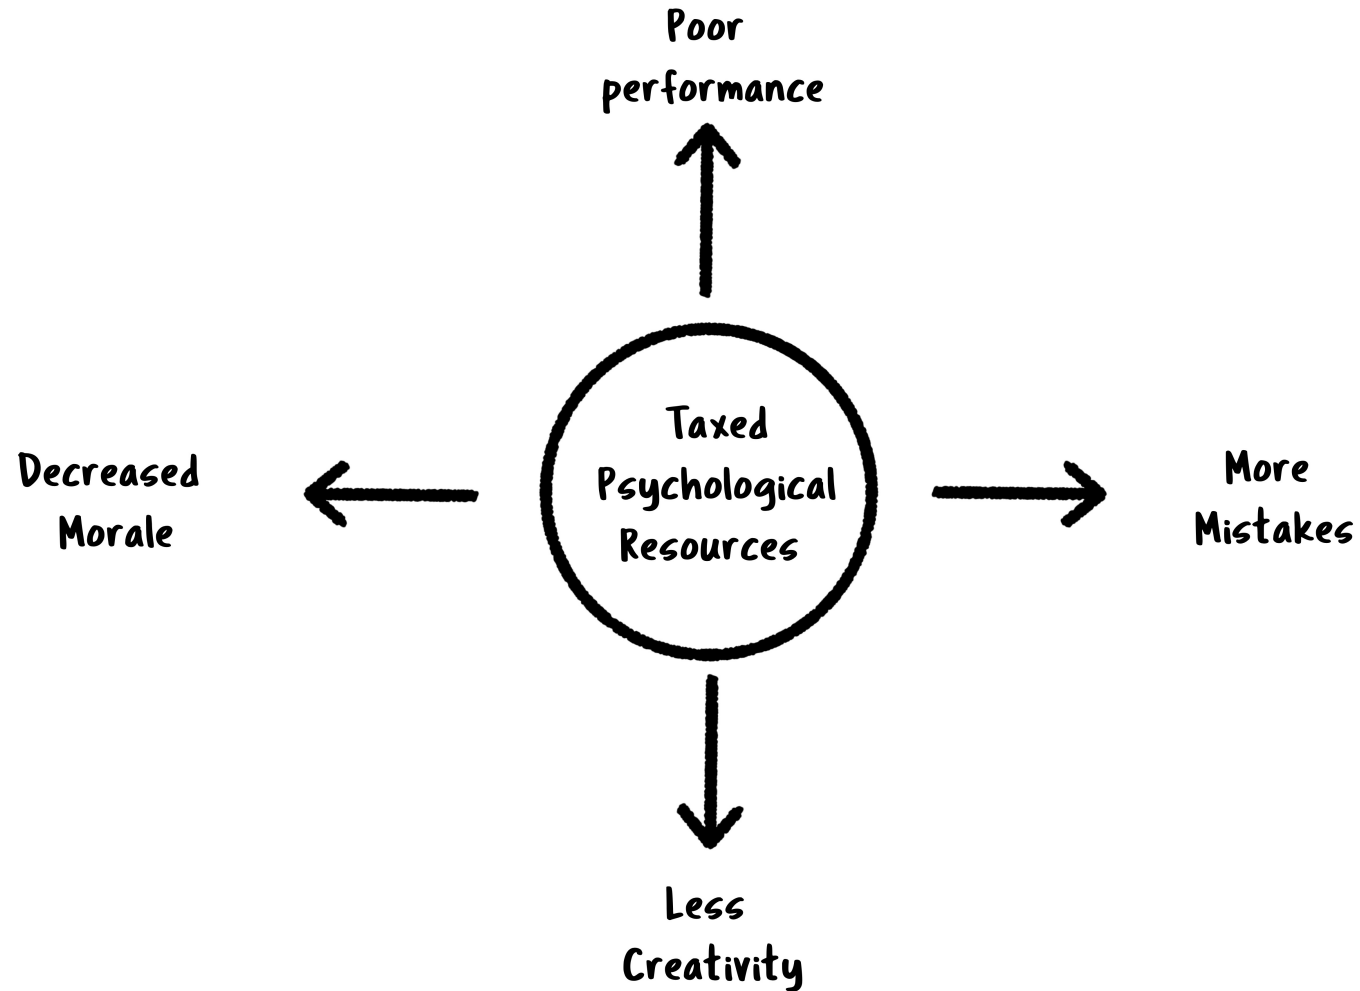 Poor
performance
Taxed
Psychological
Resources
Decreased
Morale
More
Mistakes
Less
Creativity